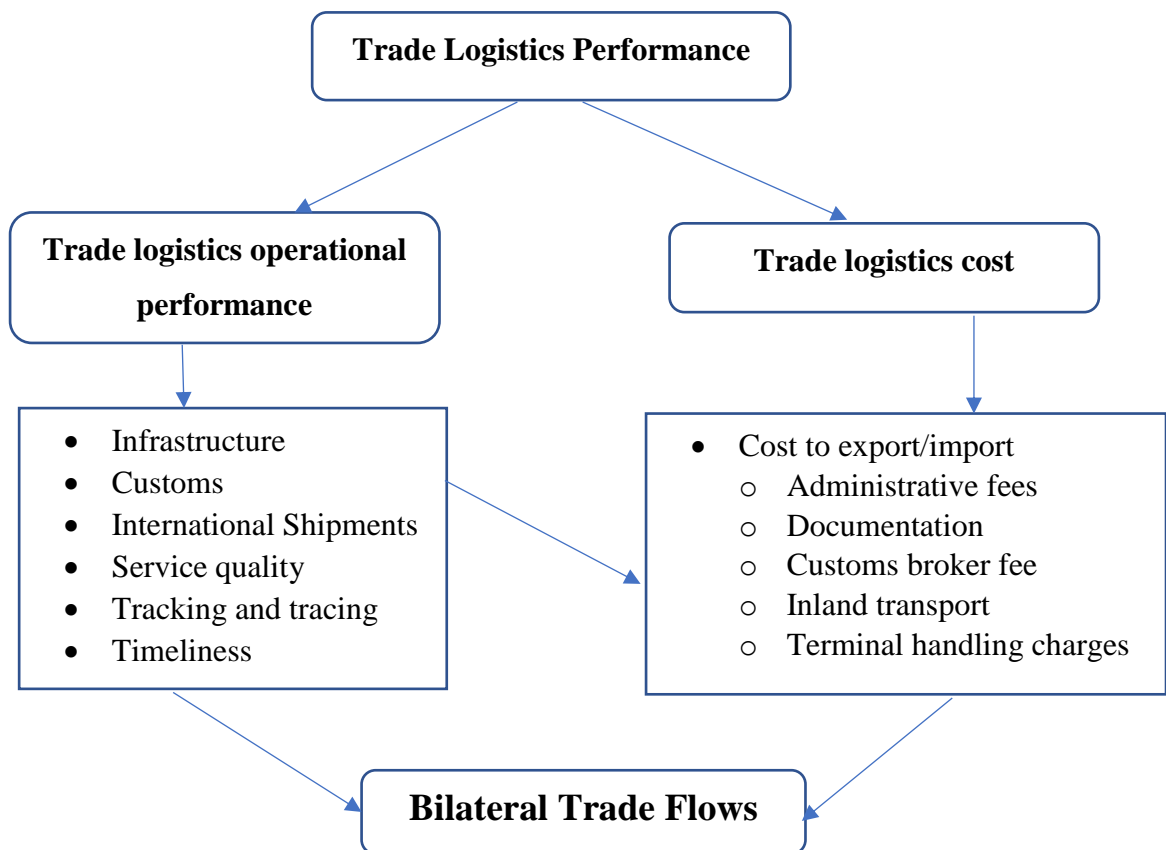 Trade Logistics Performance
Trade logistics operational
performance
Trade logistics cost
• Infrastructure
• Customs
• International Shipments
• Service quality
• Tracking and tracing
• Timeliness
• Cost to export/import
o Administrative fees
o Documentation
o Customs broker fee
o Inland transport
o Terminal handling charges
Bilateral Trade Flows